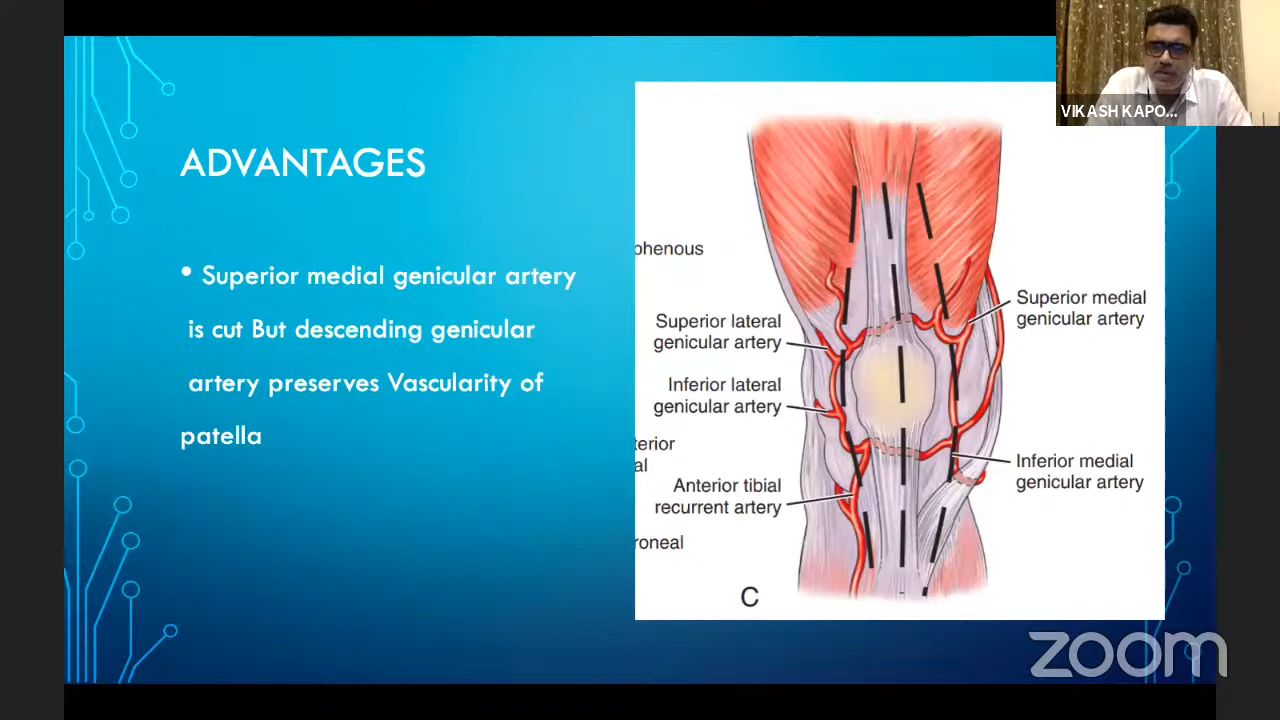 VIKASH KAPO...
ADVANTAGES
• Superior medial genicular artery
is cut But descending genicular
artery preserves Vascularity of
patella
phenous
Superior lateral
genicular artery
Inferior lateral
genicular artery
terior
al
Anterior tibial
recurrent artery
roneal
Superior medial
genicular artery
Inferior medial
genicular artery
C
zoom